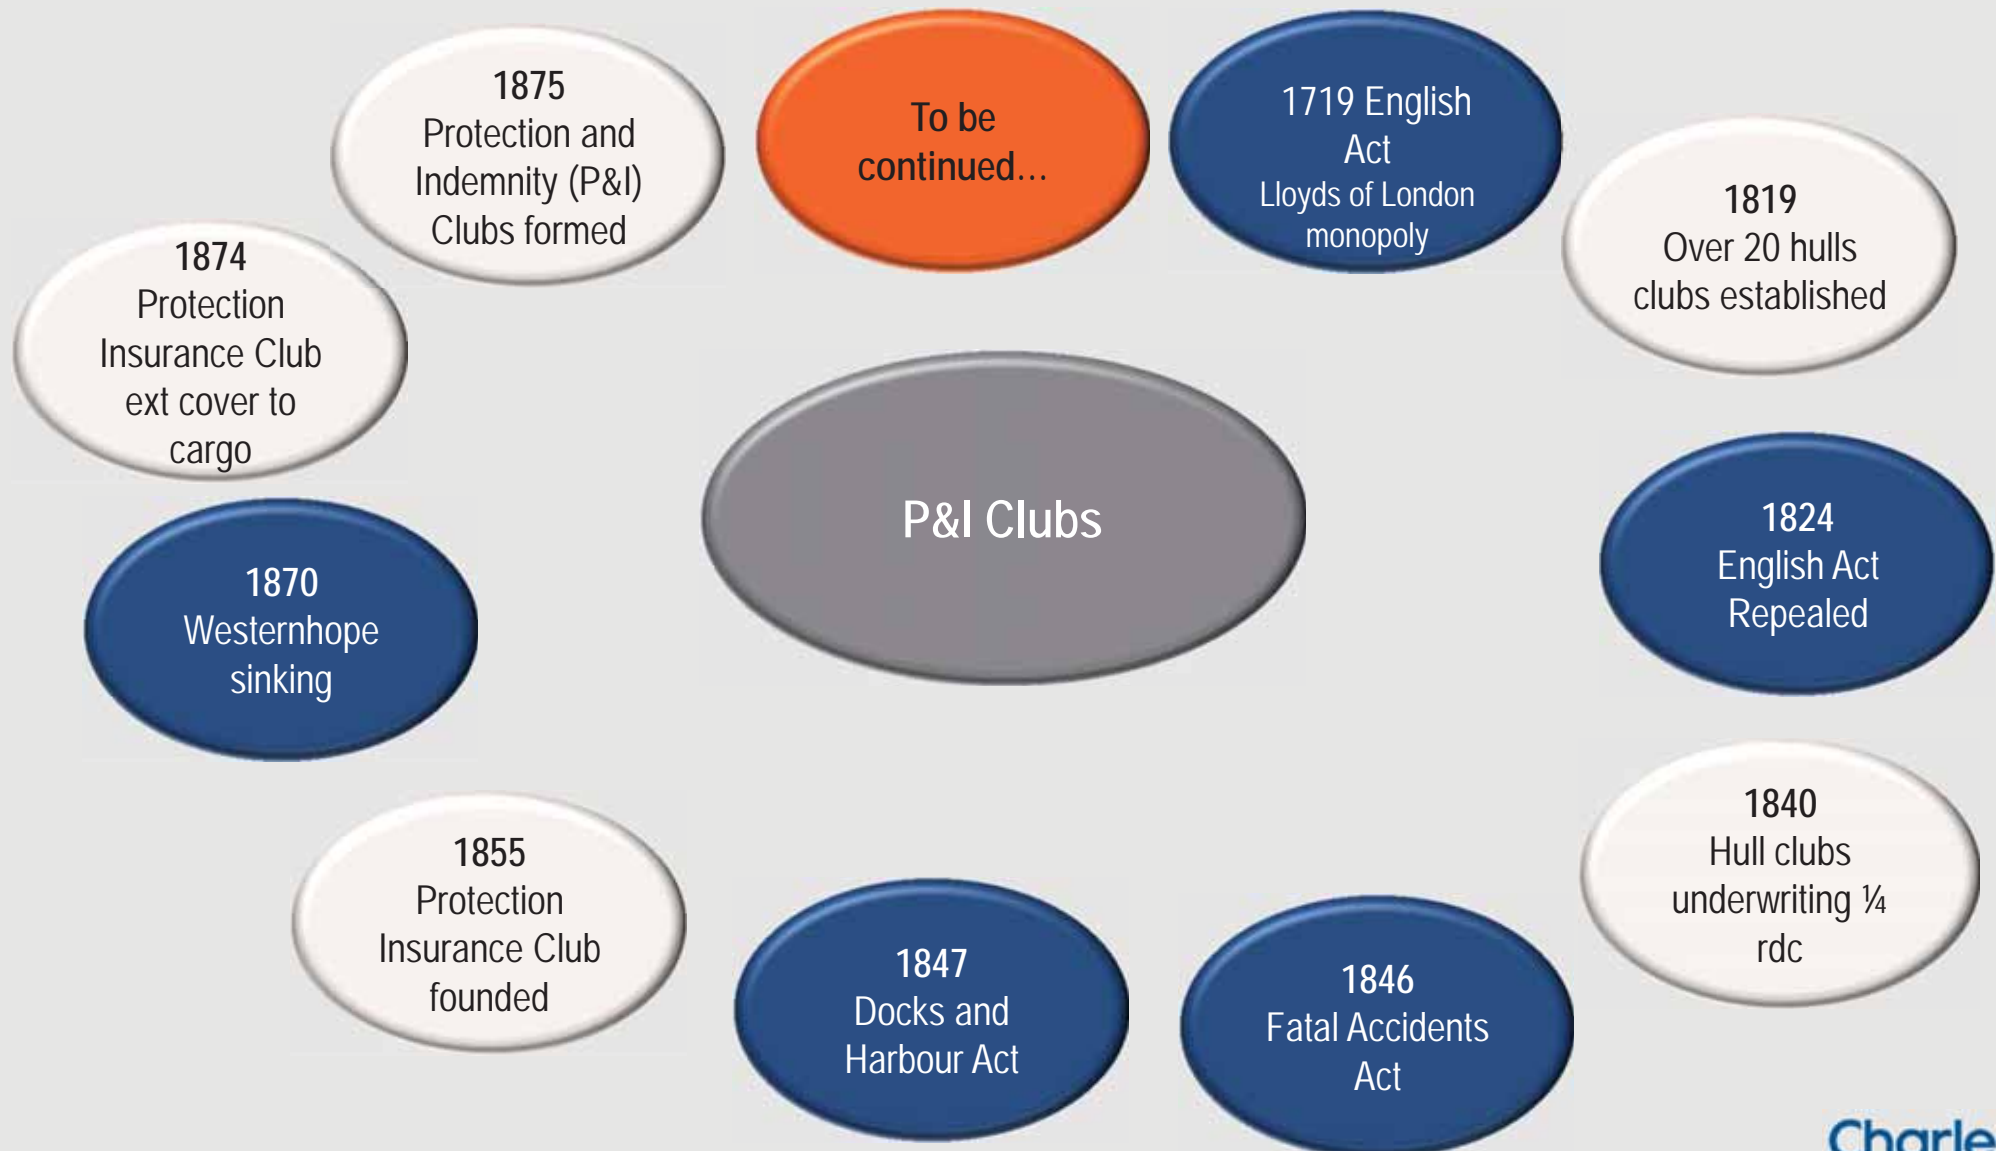 1719 English
Act
Lloyds of London
monopoly
1819
Over 20 hulls
clubs established
1824
English Act
Repealed
1840
Hull clubs
underwriting ¼
rdc
1846
Fatal Accidents
Act
1847
Docks and
Harbour Act
1855
Protection
Insurance Club
founded
1870
Westernhope
sinking
1874
Protection
Insurance Club
ext cover to
cargo
1875
Protection and
Indemnity (P&I)
Clubs formed
To be
continued...
P&I Clubs
Charle